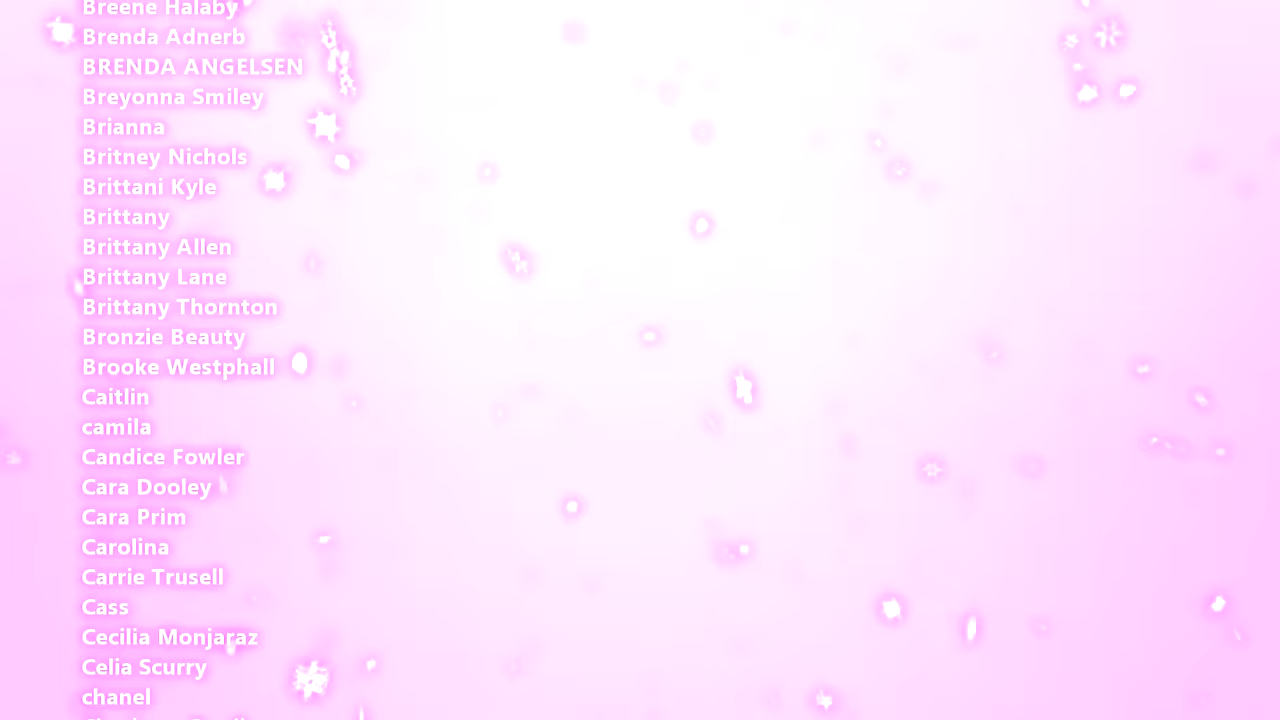 Breene Halaby
Brenda Adnerb
BRENDA ANGELSEN
Breyonna Smiley
Brianna
Britney Nichols
Brittani Kyle
Brittany
Brittany Allen
Brittany Lane
Brittany Thornton
Bronzie Beauty
Brooke Westphall
Caitlin
camila
Candice Fowler
Cara Dooley
Cara Prim
Carolina
Carrie Trusell
Cass
Cecilia Monjaraz
Celia Scurry
chanel